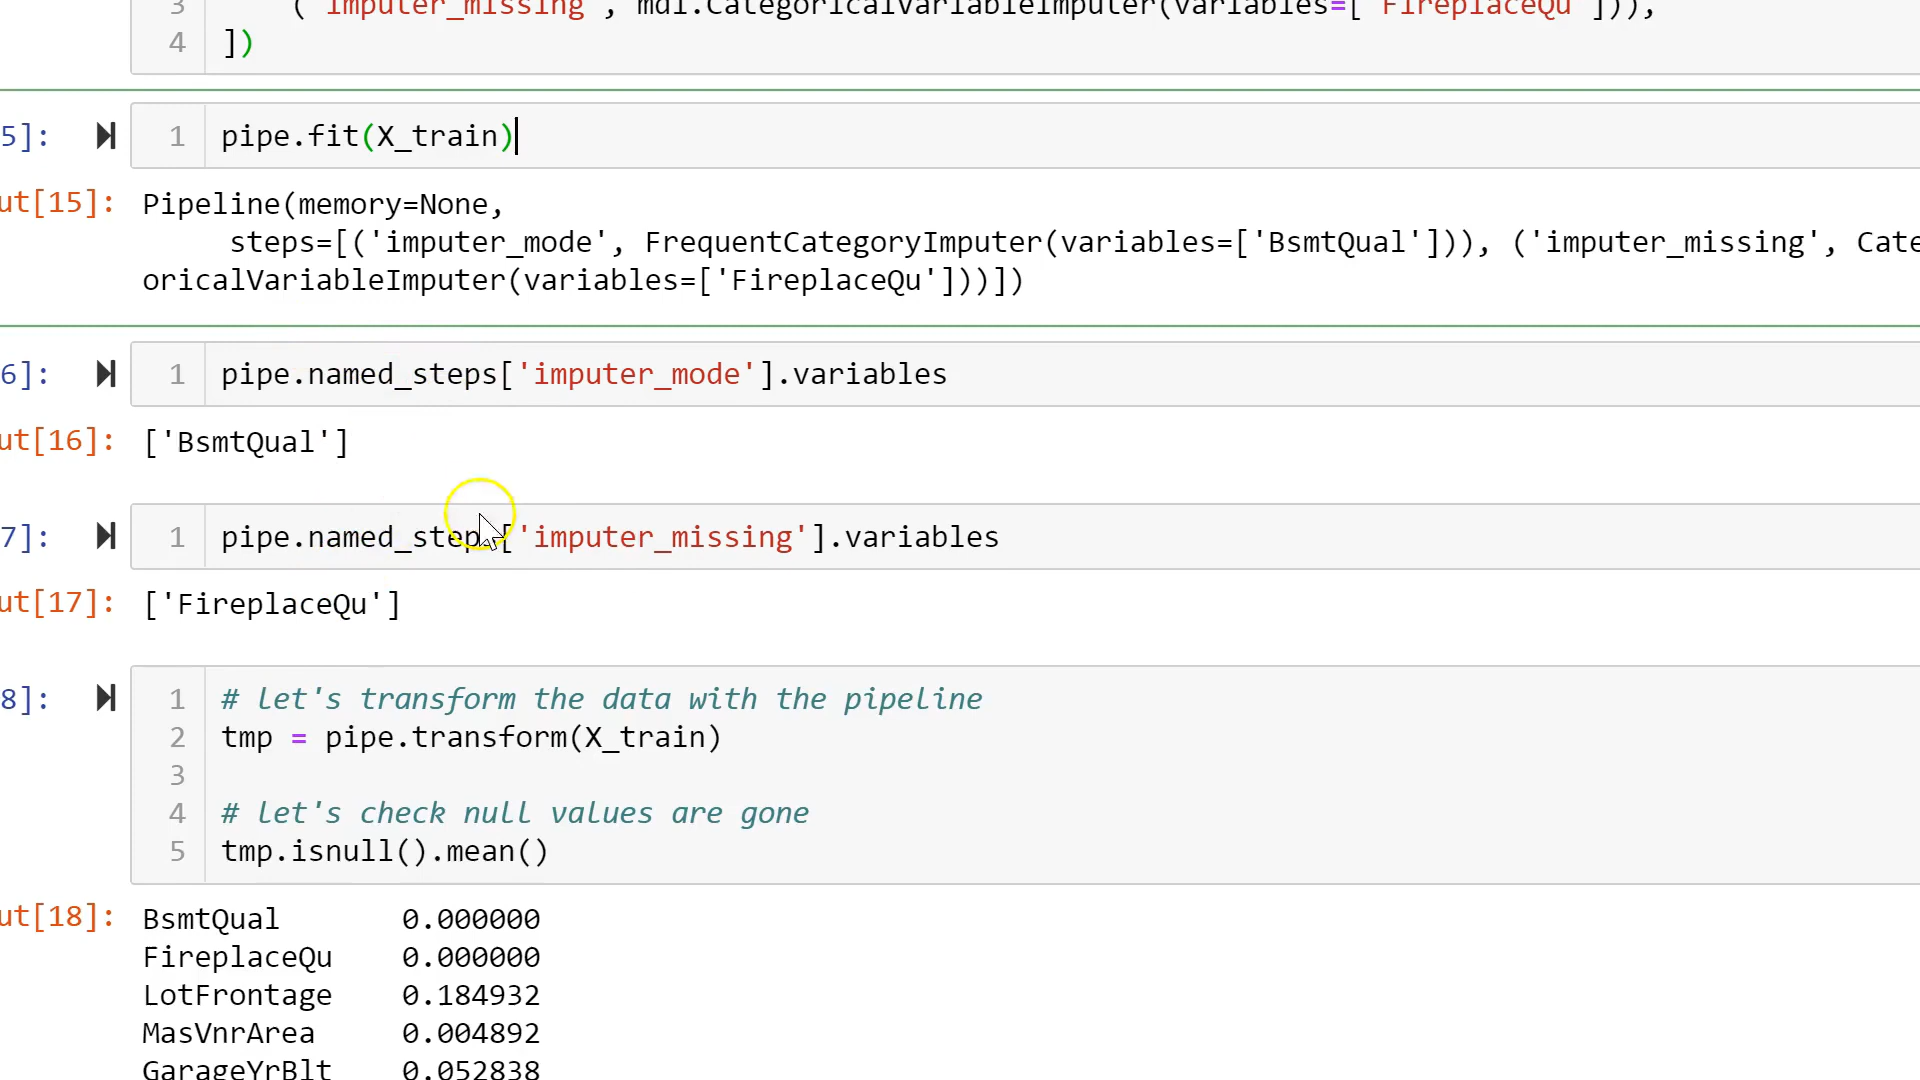 3 ('imputer_missing', mdi.CategoricalVariableImputer(variables=['FireplaceQu'])),
4 ])
5]: 1 pipe.fit(X_train)
ut[15]: Pipeline(memory=None,
steps=[('imputer_mode', FrequentCategoryImputer(variables=['BsmtQual'])), ('imputer_missing', Cate
oricalVariableImputer(variables=['FireplaceQu']))])
6]: 1 pipe.named_steps['imputer_mode'].variables
ut[16]: ['BsmtQual']
7]: 1 pipe.named_steps['imputer_missing'].variables
ut[17]: ['FireplaceQu']
8]: 1 # let's transform the data with the pipeline
2 tmp = pipe.transform(X_train)
3
4 # let's check null values are gone
5 tmp.isnull().mean()
ut[18]: BsmtQual 0.000000
FireplaceQu 0.000000
LotFrontage 0.184932
MasVnrArea 0.004892
GarageYrBlt 0.052838